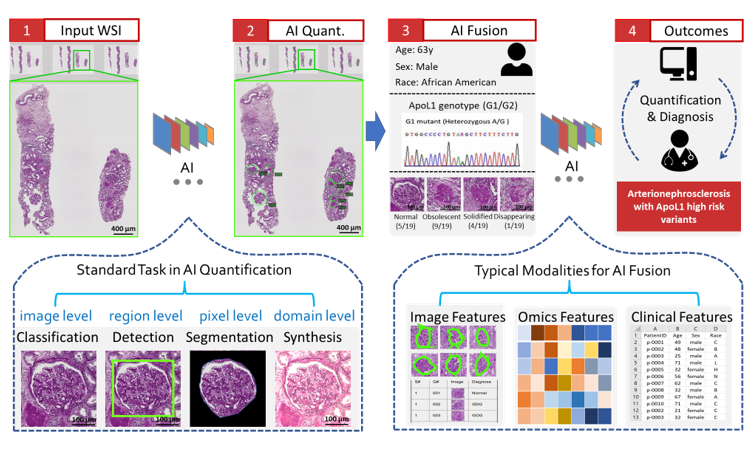 1 Input WSI
400 μm
AI
2 AI Quant.
400 μm
3 AI Fusion
Age: 63y
Sex: Male
Race: African American
ApoL1 genotype (G1/G2)
G1 mutant (Heterozygous A/G )
Normal (5/19)
Obsolescent (9/19)
Solidified (4/19)
Disappearing (1/19)
AI
4 Outcomes
Quantification
& Diagnosis
Arterionephrosclerosis
with ApoL1 high risk
variants
Standard Task in AI Quantification
image level region level pixel level domain level
Classification Detection Segmentation Synthesis
100 μm 100 μm 100 μm 100 μm
Typical Modalities for AI Fusion
Image Features Omics Features Clinical Features
S# G# Image Diagnose
1 001 Normal
1 002 GOG
1 003 GOG
A B C D
1 PatientID Age Sex Race
2 p-0001 49 male C
3 p-0002 48 female B
4 p-0003 25 male A
5 p-0004 71 male L
6 p-0005 32 female H
7 p-0006 56 female N
8 p-0007 62 male C
9 p-0008 32 male B
10 p-0009 67 female A
11 p-0010 71 male C
12 p-0002 21 female C
13 p-0003 32 female C